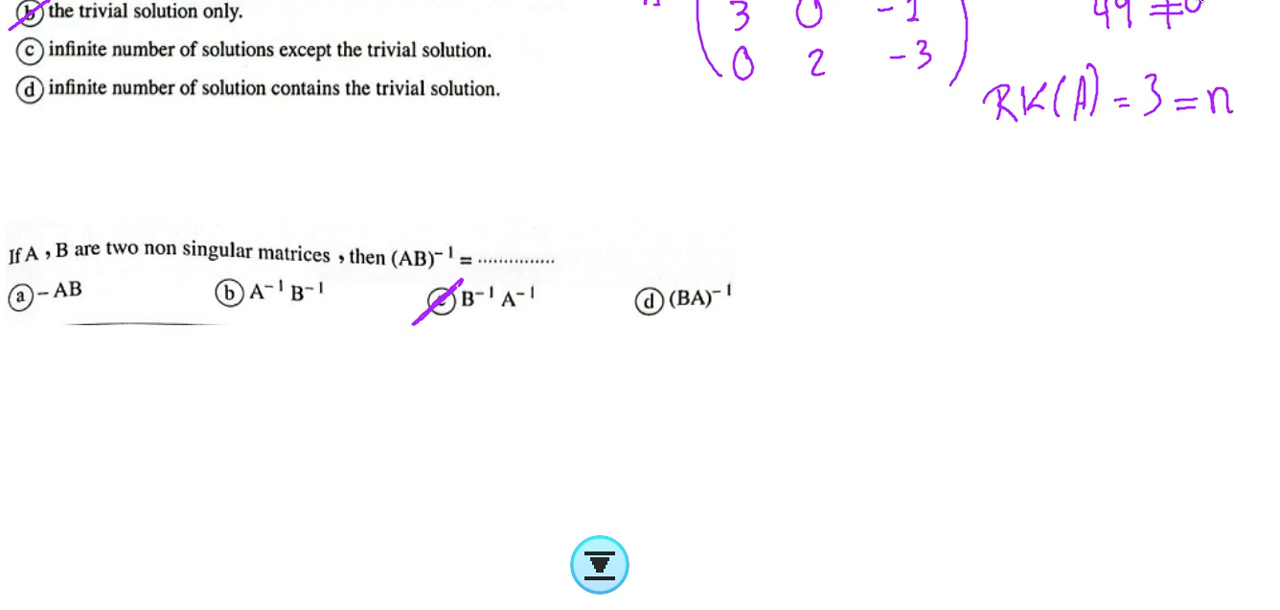 (b) the trivial solution only.
(c) infinite number of solutions except the trivial solution.
(d) infinite number of solution contains the trivial solution.
3 0 -1
0 2 -3
49 ≠0
RK(A) = 3 = n
If A , B are two non singular matrices , then (AB)⁻¹ = ...............
(a) – AB (b) A⁻¹ B⁻¹ (c) B⁻¹ A⁻¹ (d) (BA)⁻¹